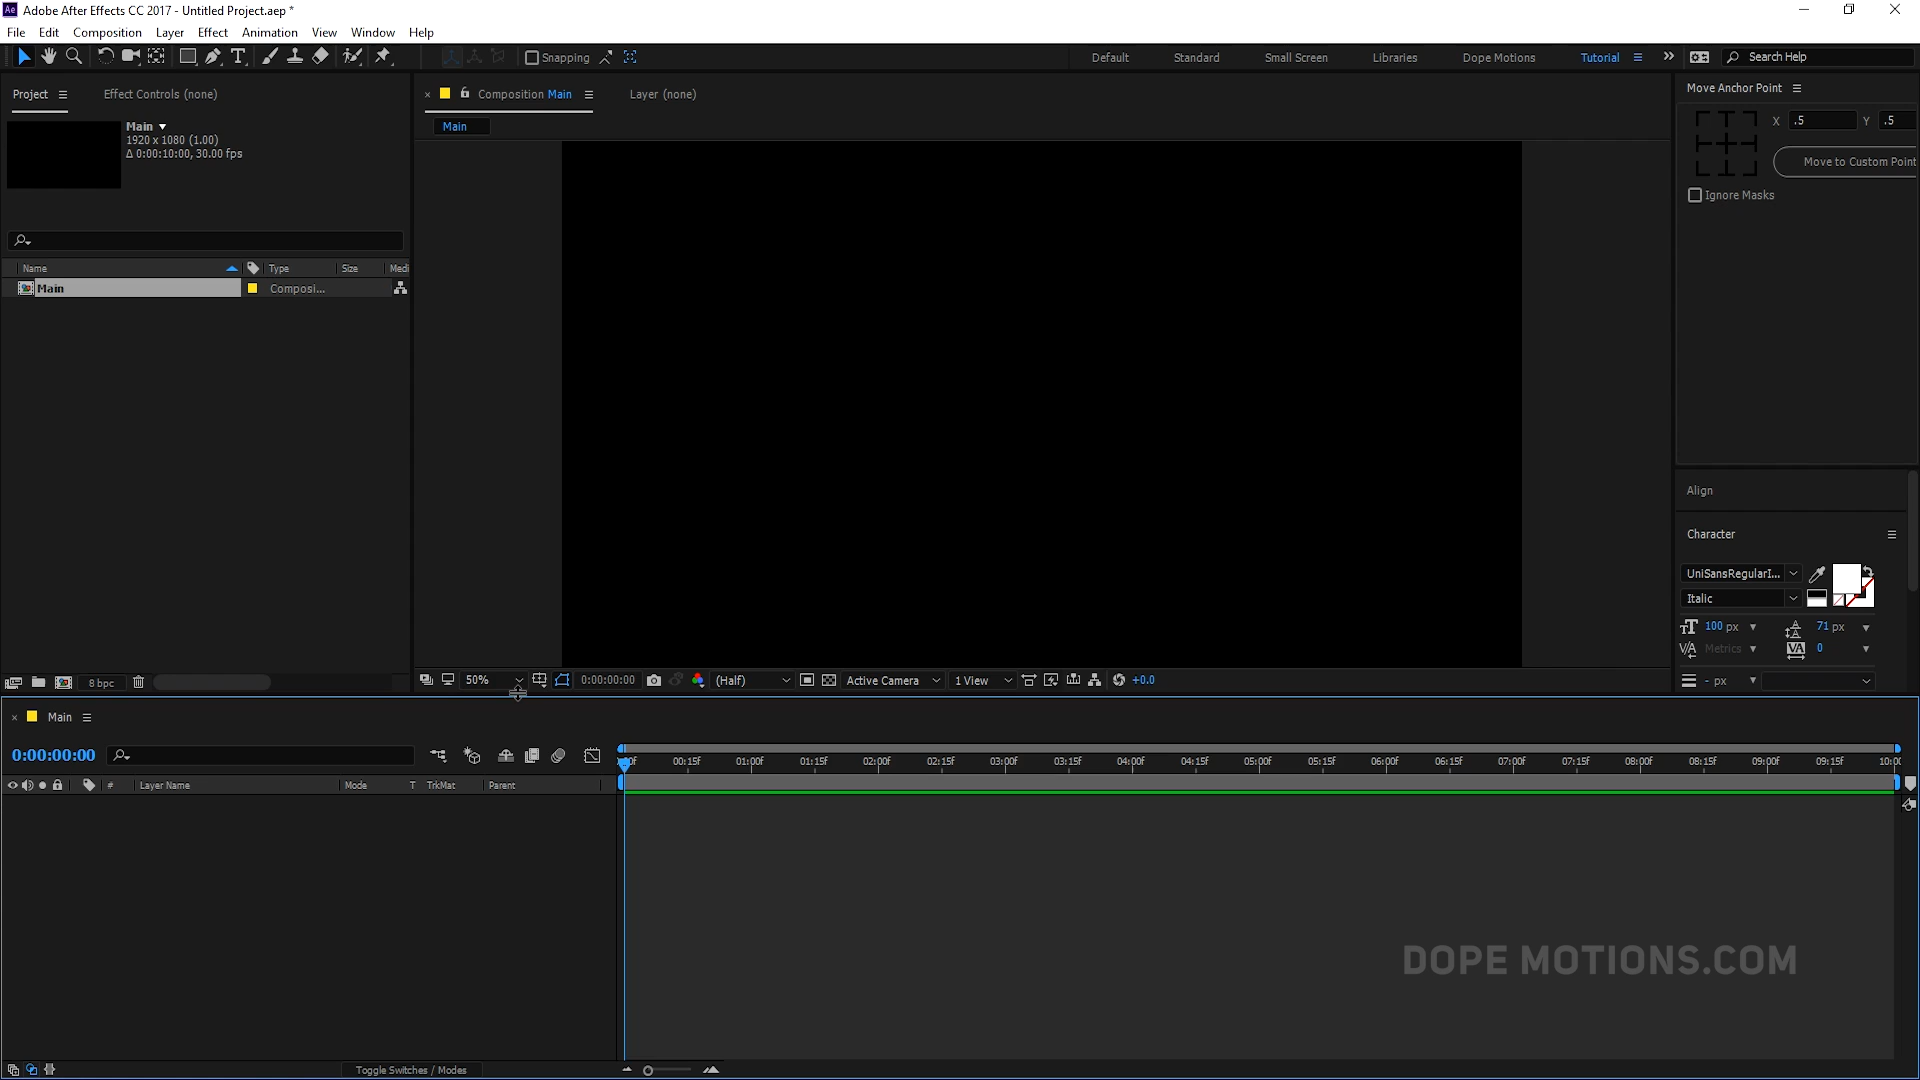 Ae Adobe After Effects CC 2017 - Untitled Project.aep *
File Edit Composition Layer Effect Animation View Window Help
T Snapping Default Standard Small Screen Libraries Dope Motions Tutorial Search Help
Project Effect Controls (none)
Composition Main Layer (none)
Move Anchor Point
Main
1920 x 1080 (1.00)
Δ 0:00:10:00, 30.00 fps
Main
X .5 Y .5
Move to Custom Point
Ignore Masks
Name Type Size Medi
Main Composi...
Align
Character
UniSansRegularI...
Italic
100 px 71 px
Metrics 0
- px
8 bpc
50% 0:00:00:00 (Half) Active Camera 1 View +0.0
Main
0:00:00:00
00:15f 01:00f 01:15f 02:00f 02:15f 03:00f 03:15f 04:00f 04:15f 05:00f 05:15f 06:00f 06:15f 07:00f 07:15f 08:00f 08:15f 09:00f 09:15f 10:00
# Layer Name Mode T TrkMat Parent
DOPE MOTIONS.COM
Toggle Switches / Modes